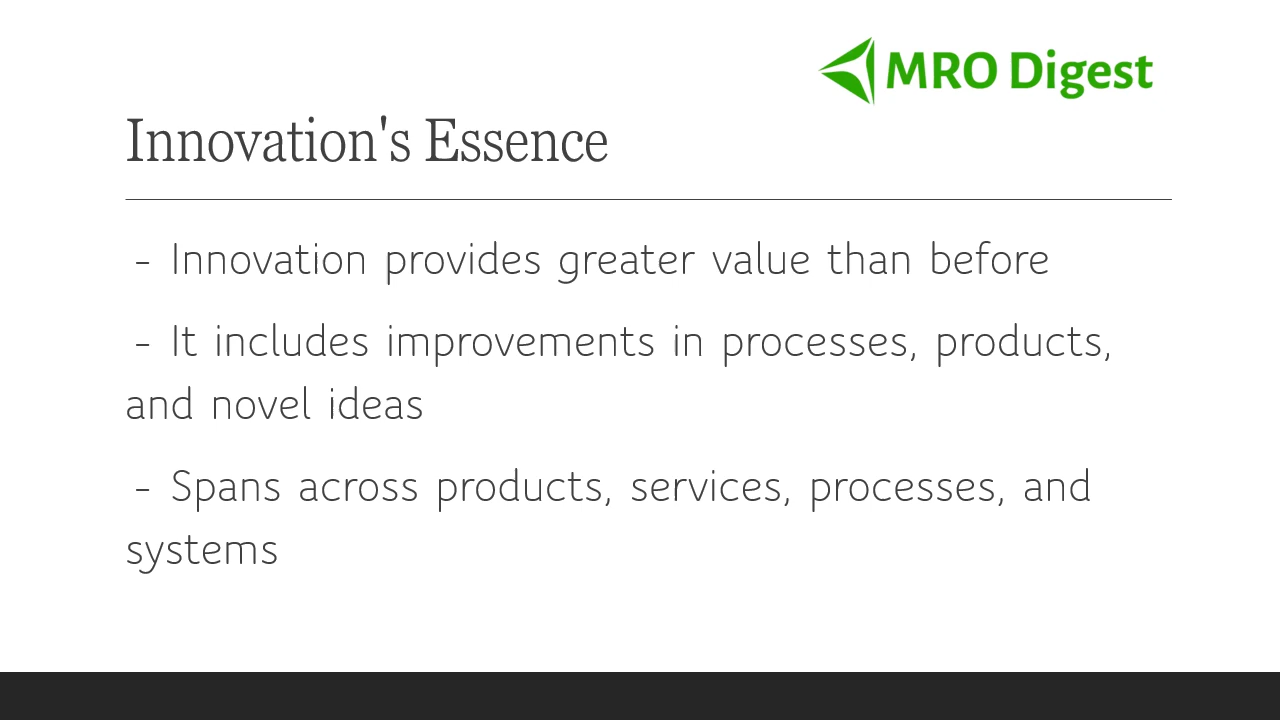 MRO Digest
Innovation's Essence
- Innovation provides greater value than before
- It includes improvements in processes, products,
and novel ideas
- Spans across products, services, processes, and
systems